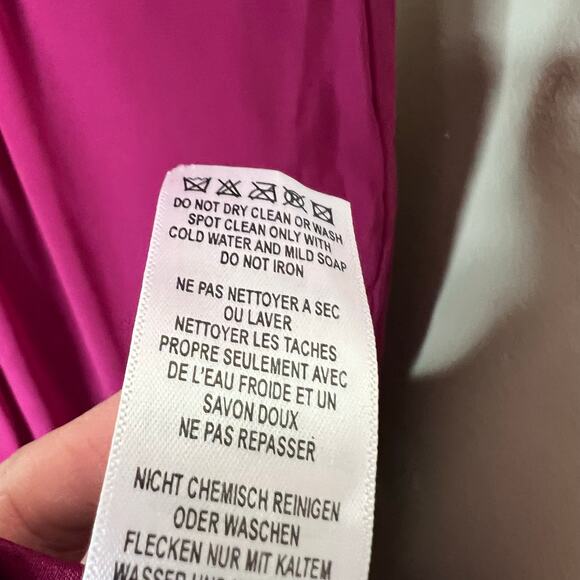 DO NOT DRY CLEAN OR WASH
SPOT CLEAN ONLY WITH
COLD WATER AND MILD SOAP
DO NOT IRON
NE PAS NETTOYER A SEC
OU LAVER
NETTOYER LES TACHES
PROPRE SEULEMENT AVEC
DE L'EAU FROIDE ET UN
SAVON DOUX
NE PAS REPASSER
NICHT CHEMISCH REINIGEN
ODER WASCHEN
FLECKEN NUR MIT KALTEM
WASSER